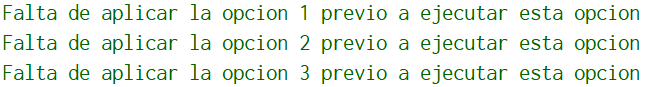 Falta de aplicar la opcion 1 previo a ejecutar esta opcion
Falta de aplicar la opcion 2 previo a ejecutar esta opcion
Falta de aplicar la opcion 3 previo a ejecutar esta opcion